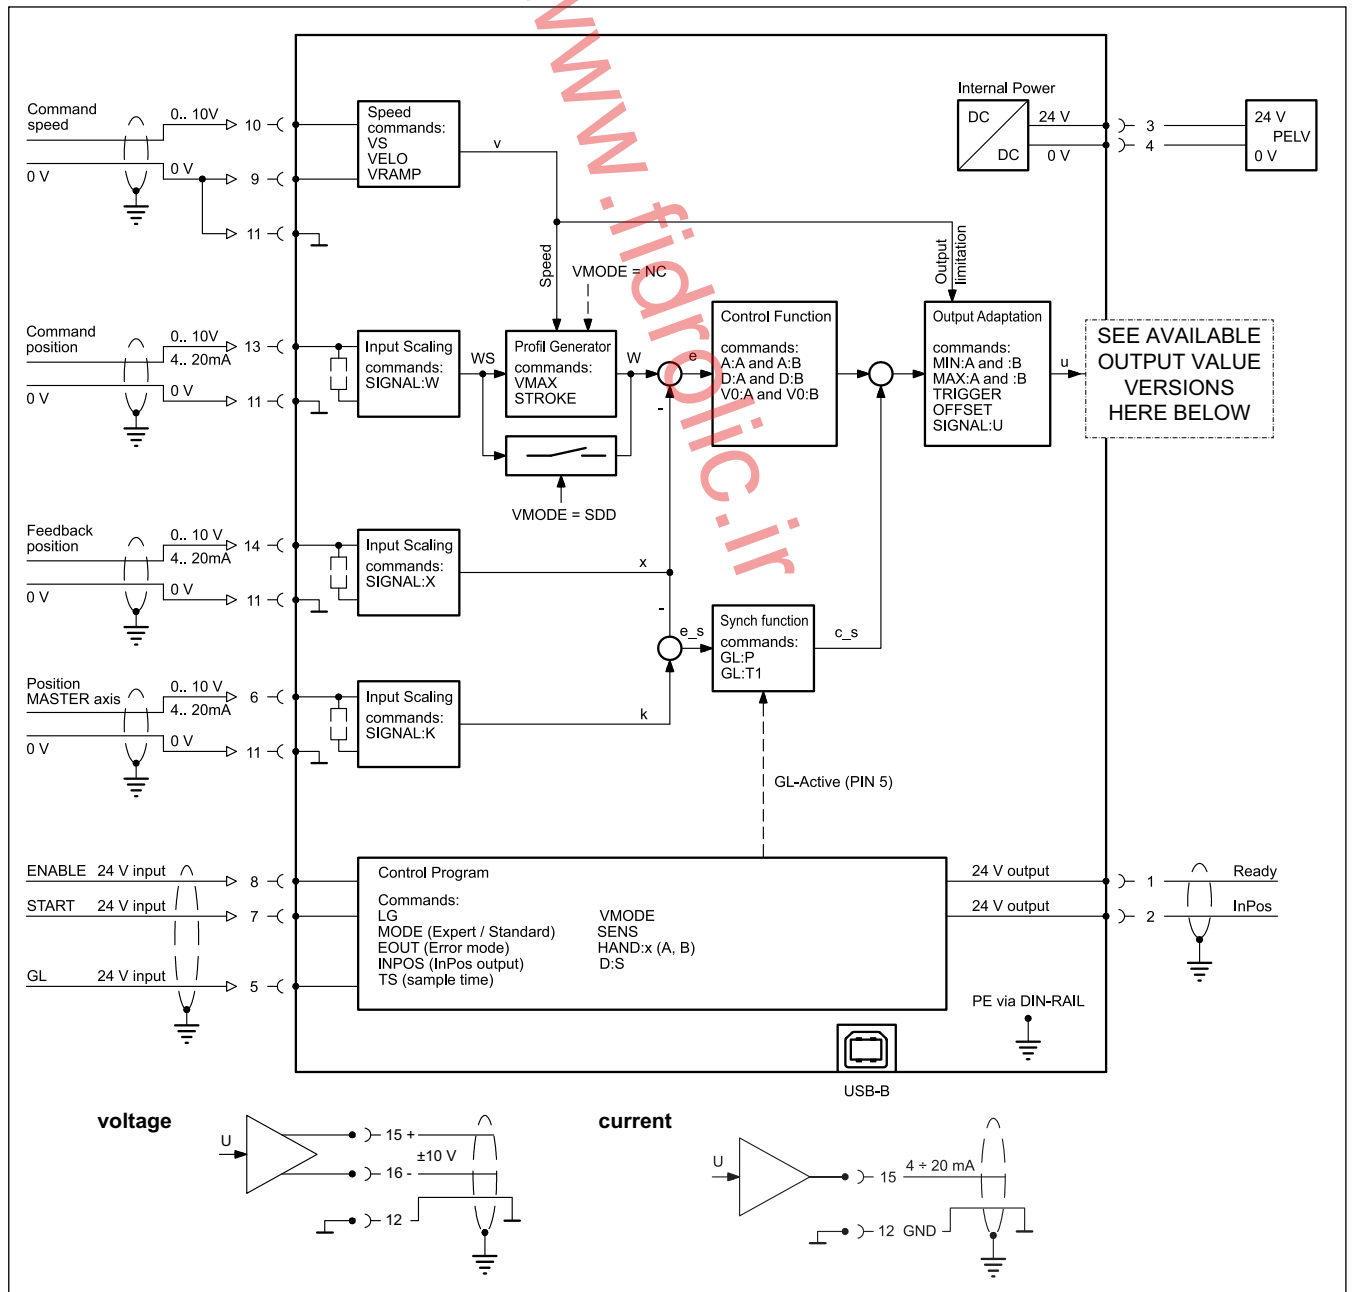 www.fidrolic.ir
Command
speed
0.. 10V
10
0 V
0 V
9
11
Speed
commands:
VS
VELO
VRAMP
v
Internal Power
DC
DC
24 V
0 V
3
4
24 V
PELV
0 V
Speed
VMODE = NC
Output
limitation
Command
position
0.. 10V
4.. 20mA
13
0 V
0 V
11
Input Scaling
commands:
SIGNAL:W
WS
Profil Generator
commands:
VMAX
STROKE
W
-
e
Control Function
commands:
A:A and A:B
D:A and D:B
V0:A and V0:B
Output Adaptation
commands:
MIN:A and :B
MAX:A and :B
TRIGGER
OFFSET
SIGNAL:U
u
SEE AVAILABLE
OUTPUT VALUE
VERSIONS
HERE BELOW
VMODE = SDD
Feedback
position
0.. 10 V
4.. 20mA
14
0 V
0 V
11
Input Scaling
commands:
SIGNAL:X
x
-
e_s
Synch function
commands:
GL:P
GL:T1
c_s
Position
MASTER axis
0.. 10 V
4.. 20mA
6
0 V
0 V
11
Input Scaling
commands:
SIGNAL:K
k
GL-Active (PIN 5)
ENABLE 24 V input
8
START 24 V input
7
GL 24 V input
5
Control Program
Commands:
LG
MODE (Expert / Standard)
EOUT (Error mode)
INPOS (InPos output)
TS (sample time)
VMODE
SENS
HAND:x (A, B)
D:S
24 V output
1
Ready
24 V output
2
InPos
PE via DIN-RAIL
USB-B
voltage
U
15 +
±10 V
16 -
12
current
U
15
4 ÷ 20 mA
12 GND